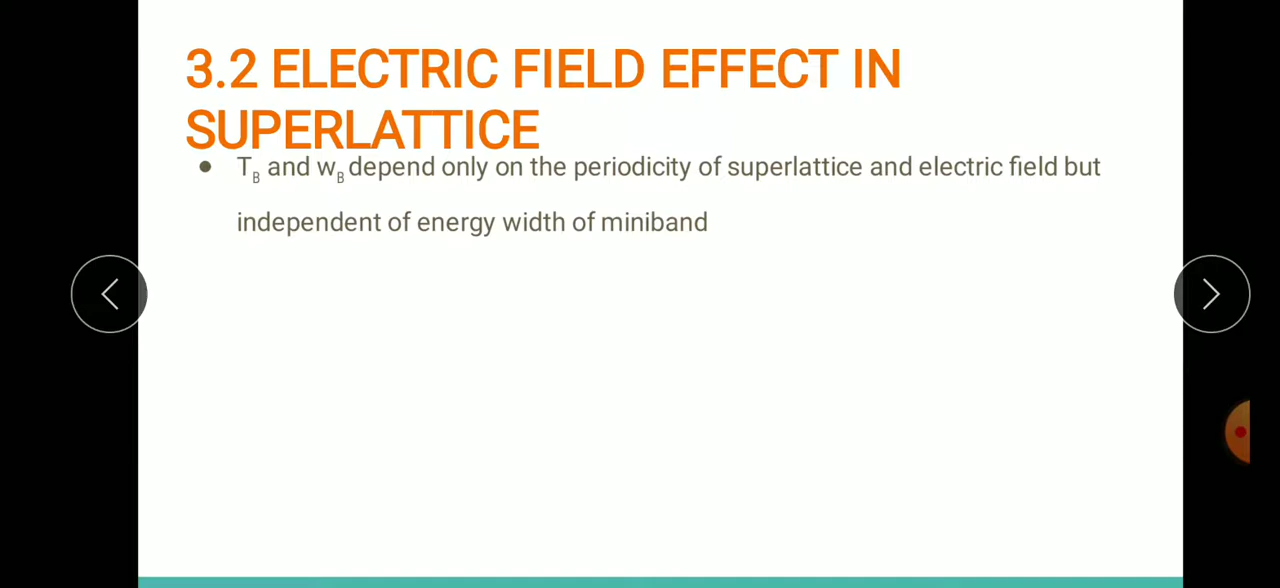 3.2 ELECTRIC FIELD EFFECT IN
SUPERLATTICE
● T_B and w_B depend only on the periodicity of superlattice and electric field but
independent of energy width of miniband